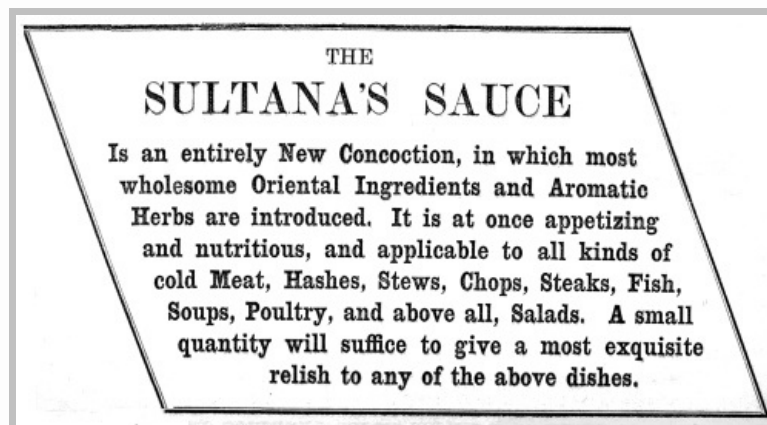 THE
SULTANA'S SAUCE
Is an entirely New Concoction, in which most
wholesome Oriental Ingredients and Aromatic
Herbs are introduced. It is at once appetizing
and nutritious, and applicable to all kinds of
cold Meat, Hashes, Stews, Chops, Steaks, Fish,
Soups, Poultry, and above all, Salads. A small
quantity will suffice to give a most exquisite
relish to any of the above dishes.